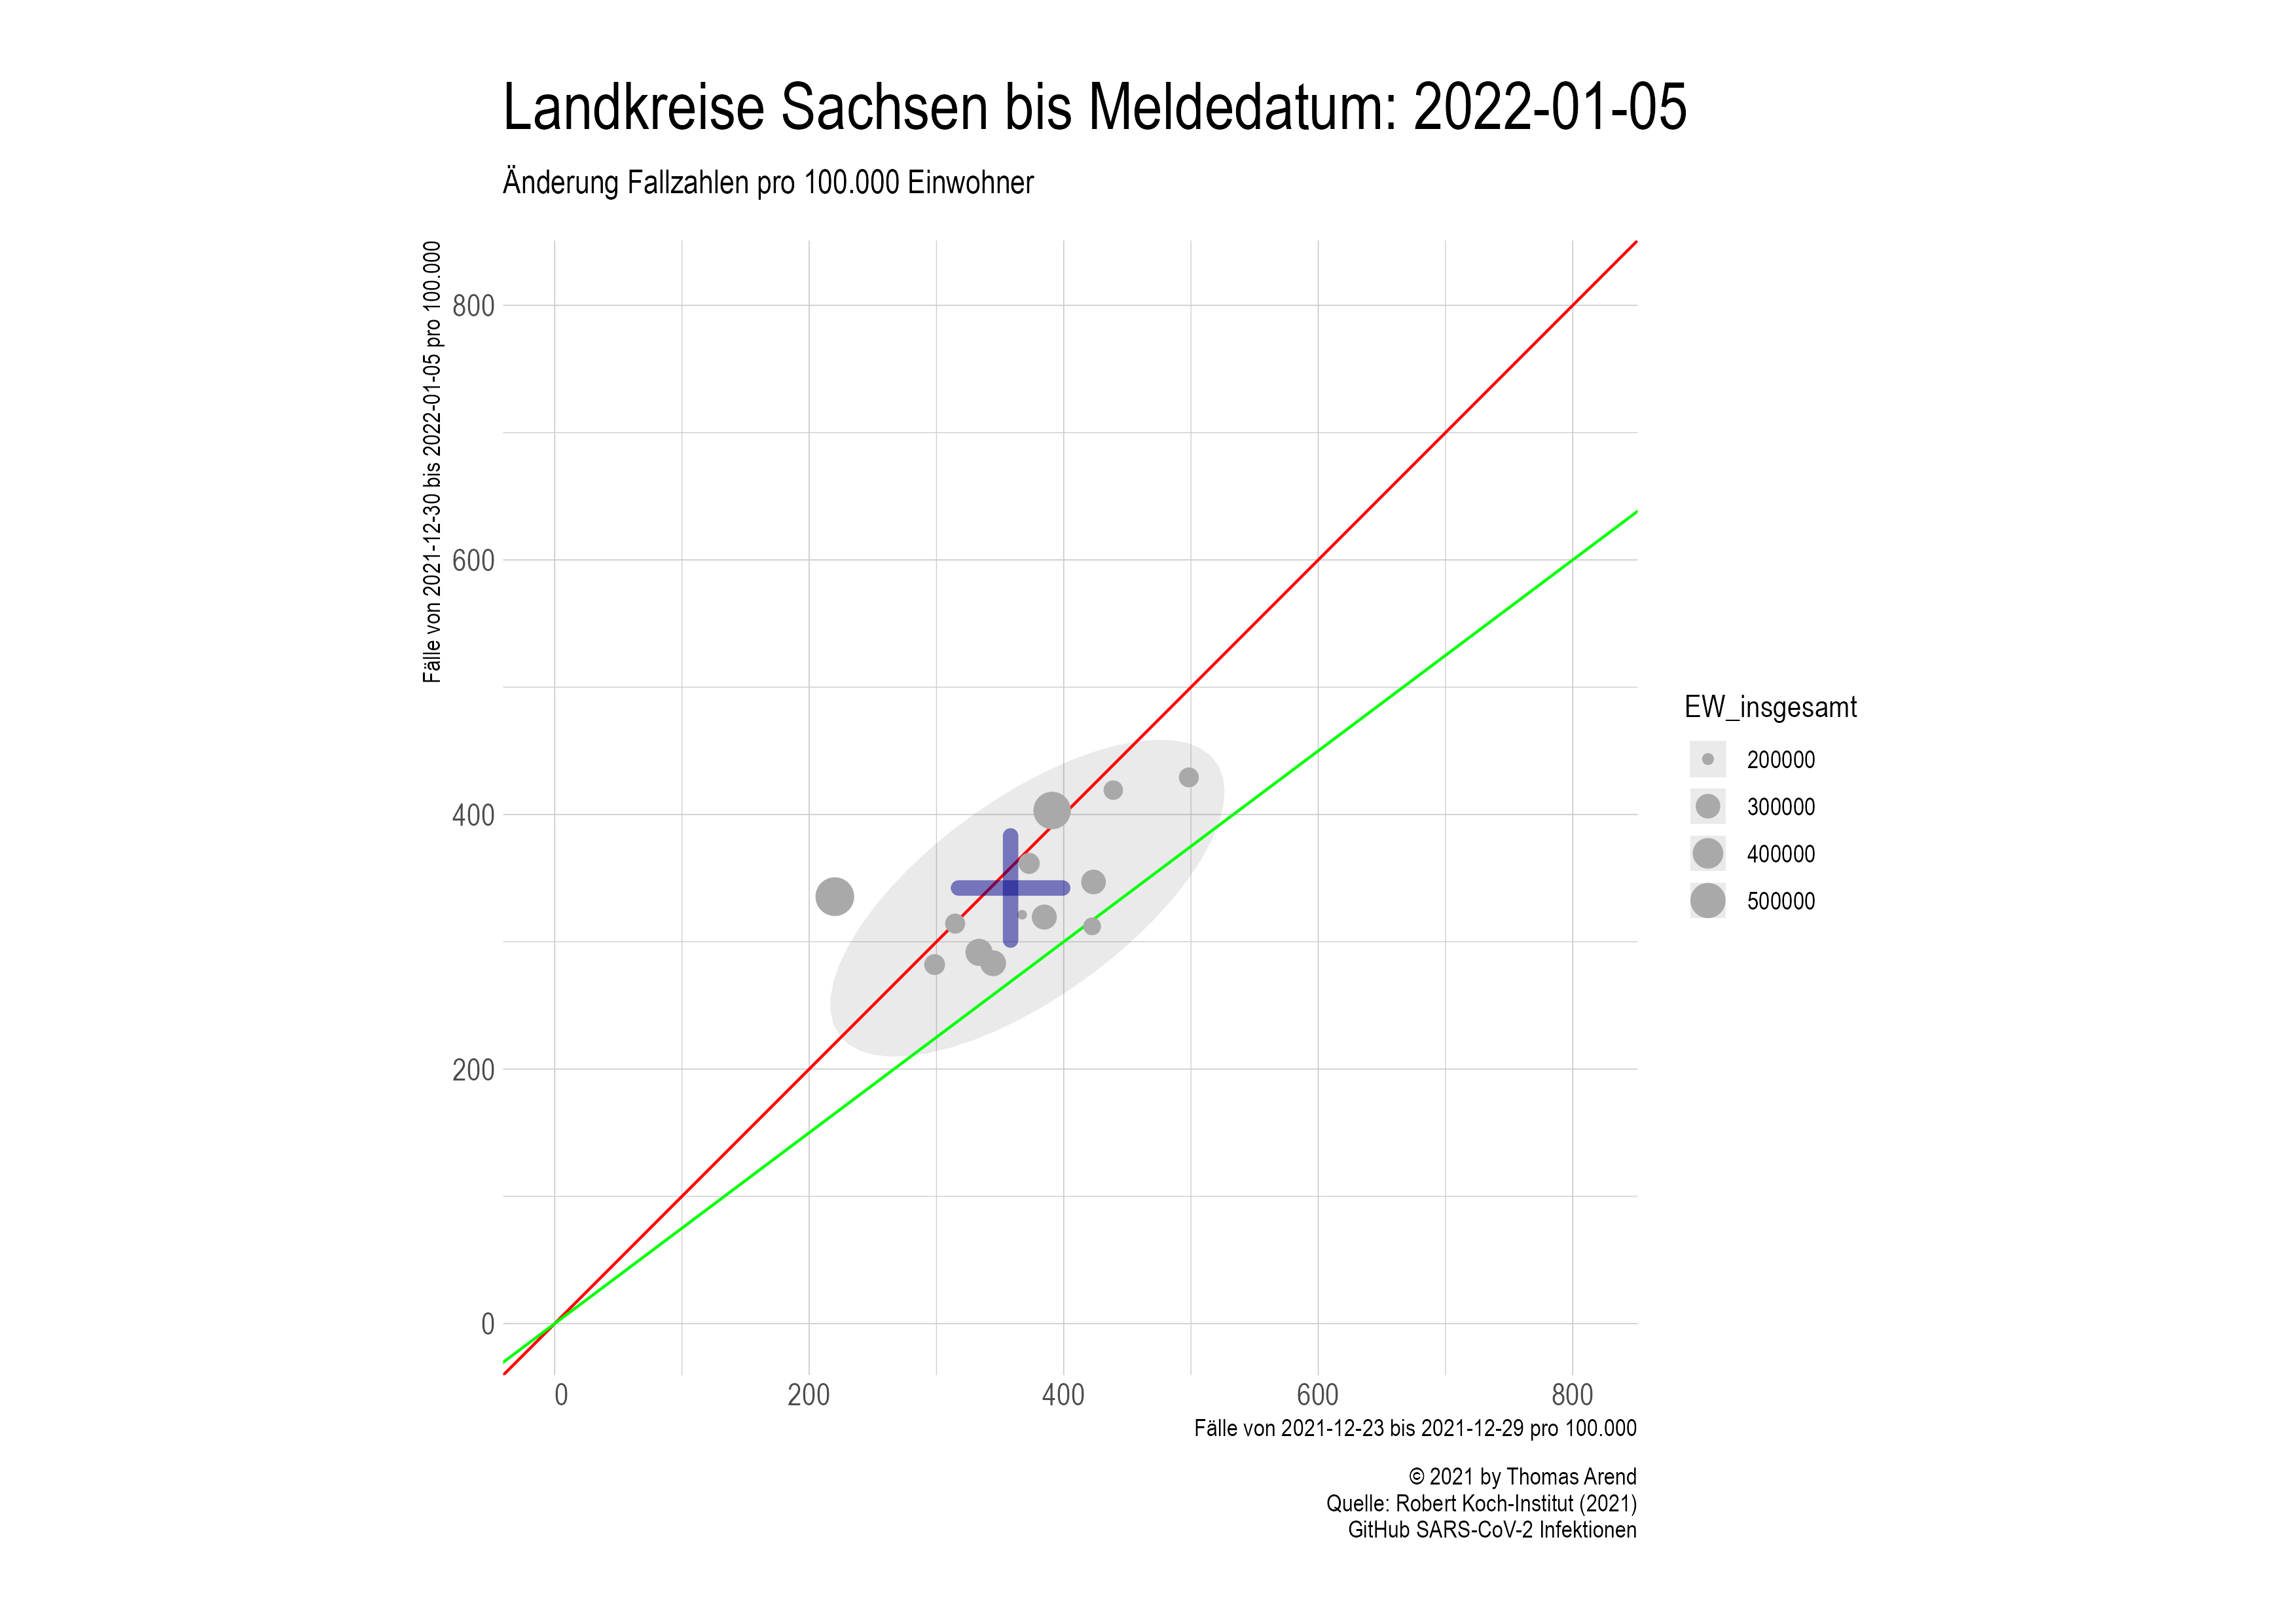 Landkreise Sachsen bis Meldedatum: 2022-01-05
Änderung Fallzahlen pro 100.000 Einwohner
Fälle von 2021-12-30 bis 2022-01-05 pro 100.000
800
600
400
200
0
0 200 400 600 800
Fälle von 2021-12-23 bis 2021-12-29 pro 100.000
EW_insgesamt
200000
300000
400000
500000
© 2021 by Thomas Arend
Quelle: Robert Koch-Institut (2021)
GitHub SARS-CoV-2 Infektionen